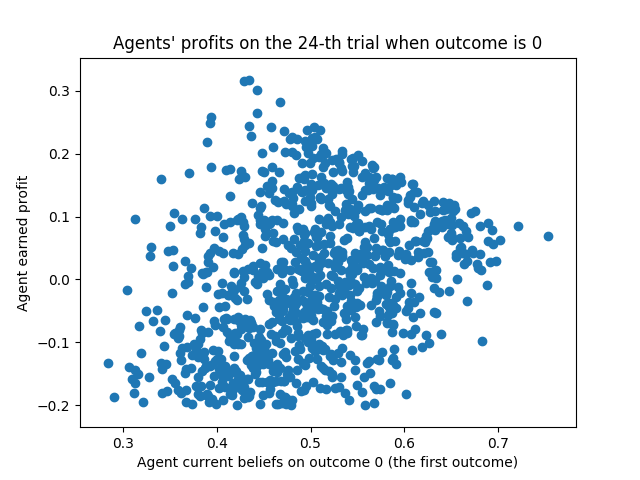 Agents' profits on the 24-th trial when outcome is 0
0.3
0.2
0.1
0.0
−0.1
−0.2
Agent earned profit
0.3 0.4 0.5 0.6 0.7
Agent current beliefs on outcome 0 (the first outcome)